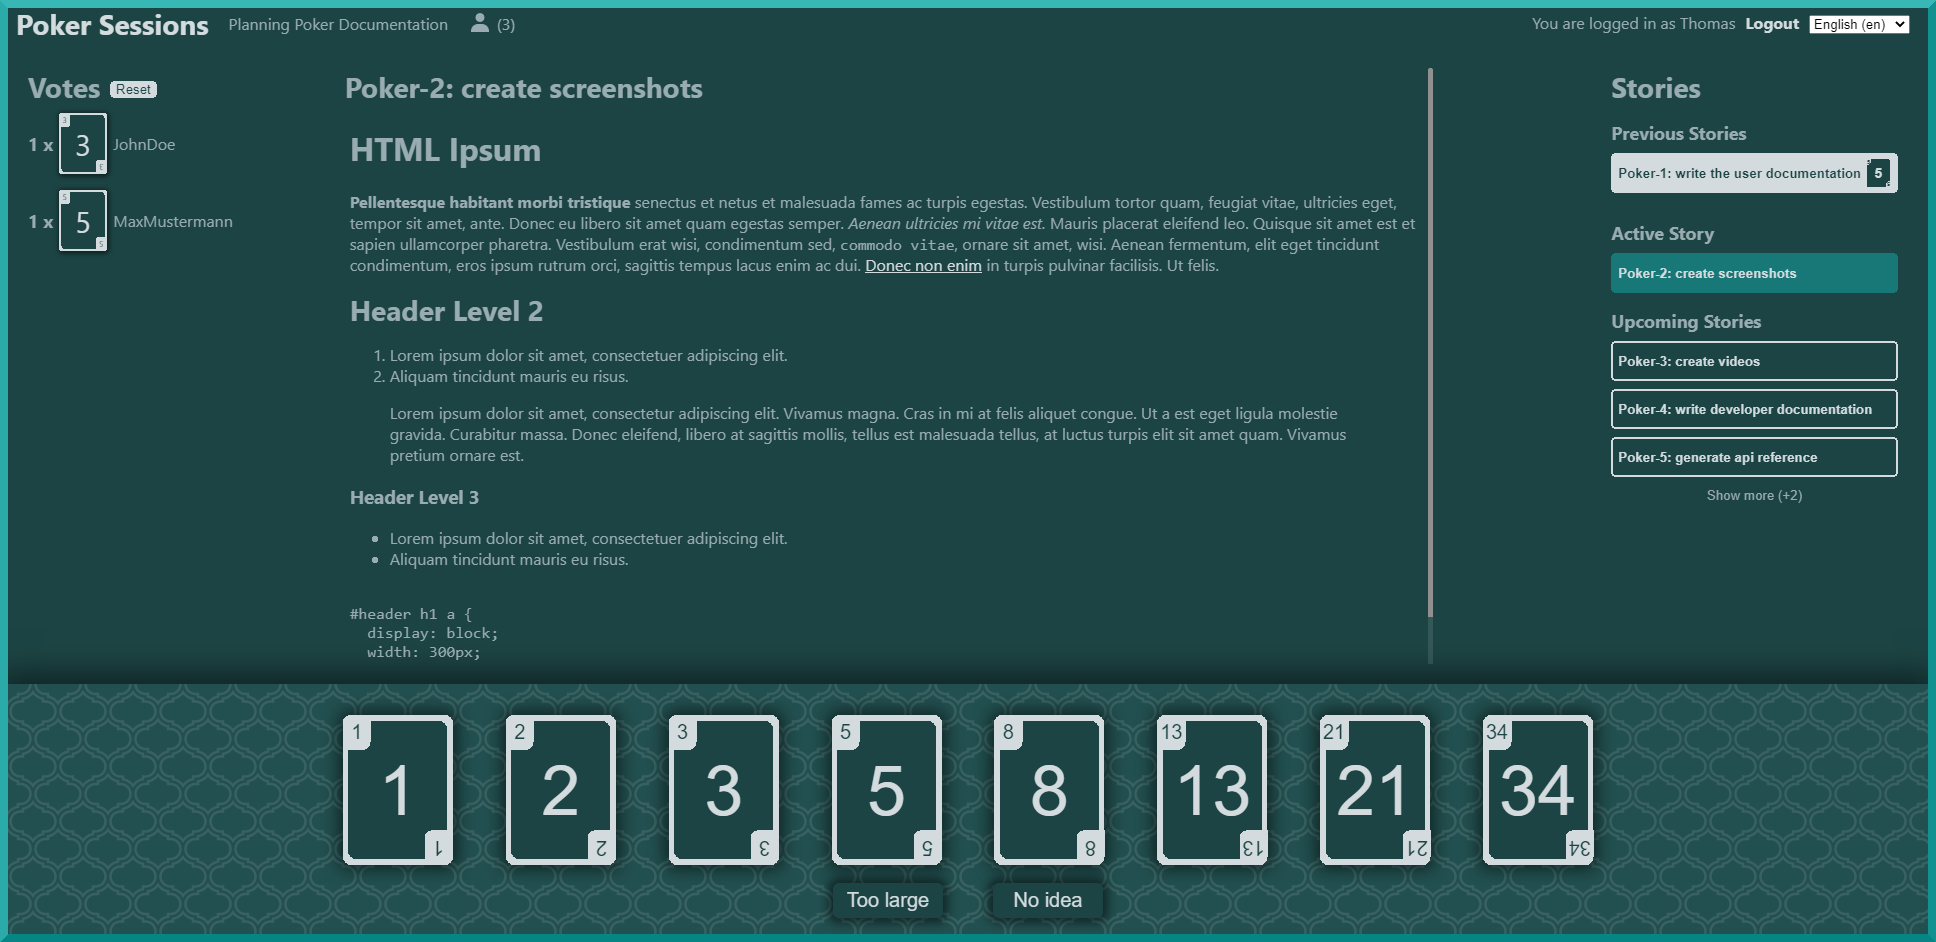 Poker Sessions Planning Poker Documentation (3) You are logged in as Thomas Logout English (en)
Votes Reset
1 x 3 3 3 JohnDoe
1 x 5 5 5 MaxMustermann
Poker-2: create screenshots
HTML Ipsum
Pellentesque habitant morbi tristique senectus et netus et malesuada fames ac turpis egestas. Vestibulum tortor quam, feugiat vitae, ultricies eget,
tempor sit amet, ante. Donec eu libero sit amet quam egestas semper. Aenean ultricies mi vitae est. Mauris placerat eleifend leo. Quisque sit amet est et
sapien ullamcorper pharetra. Vestibulum erat wisi, condimentum sed, commodo vitae, ornare sit amet, wisi. Aenean fermentum, elit eget tincidunt
condimentum, eros ipsum rutrum orci, sagittis tempus lacus enim ac dui. Donec non enim in turpis pulvinar facilisis. Ut felis.
Header Level 2
1. Lorem ipsum dolor sit amet, consectetuer adipiscing elit.
2. Aliquam tincidunt mauris eu risus.
Lorem ipsum dolor sit amet, consectetur adipiscing elit. Vivamus magna. Cras in mi at felis aliquet congue. Ut a est eget ligula molestie
gravida. Curabitur massa. Donec eleifend, libero at sagittis mollis, tellus est malesuada tellus, at luctus turpis elit sit amet quam. Vivamus
pretium ornare est.
Header Level 3
• Lorem ipsum dolor sit amet, consectetuer adipiscing elit.
• Aliquam tincidunt mauris eu risus.
#header h1 a {
display: block;
width: 300px;
Stories
Previous Stories
Poker-1: write the user documentation 5
Active Story
Poker-2: create screenshots
Upcoming Stories
Poker-3: create videos
Poker-4: write developer documentation
Poker-5: generate api reference
Show more (+2)
1 2 3 5 8 13 21 34
1 2 3 5 8 13 21 34
1 2 3 5 8 13 21 34
Too large No idea